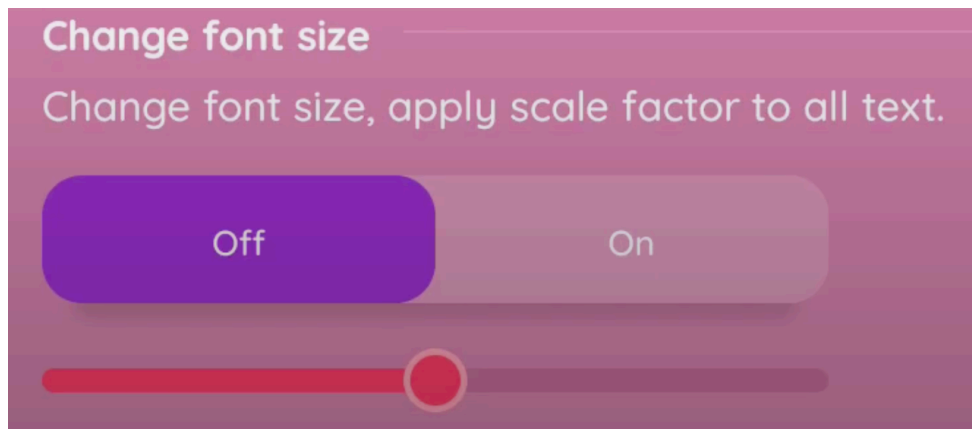 Change font size
Change font size, apply scale factor to all text.
Off
On